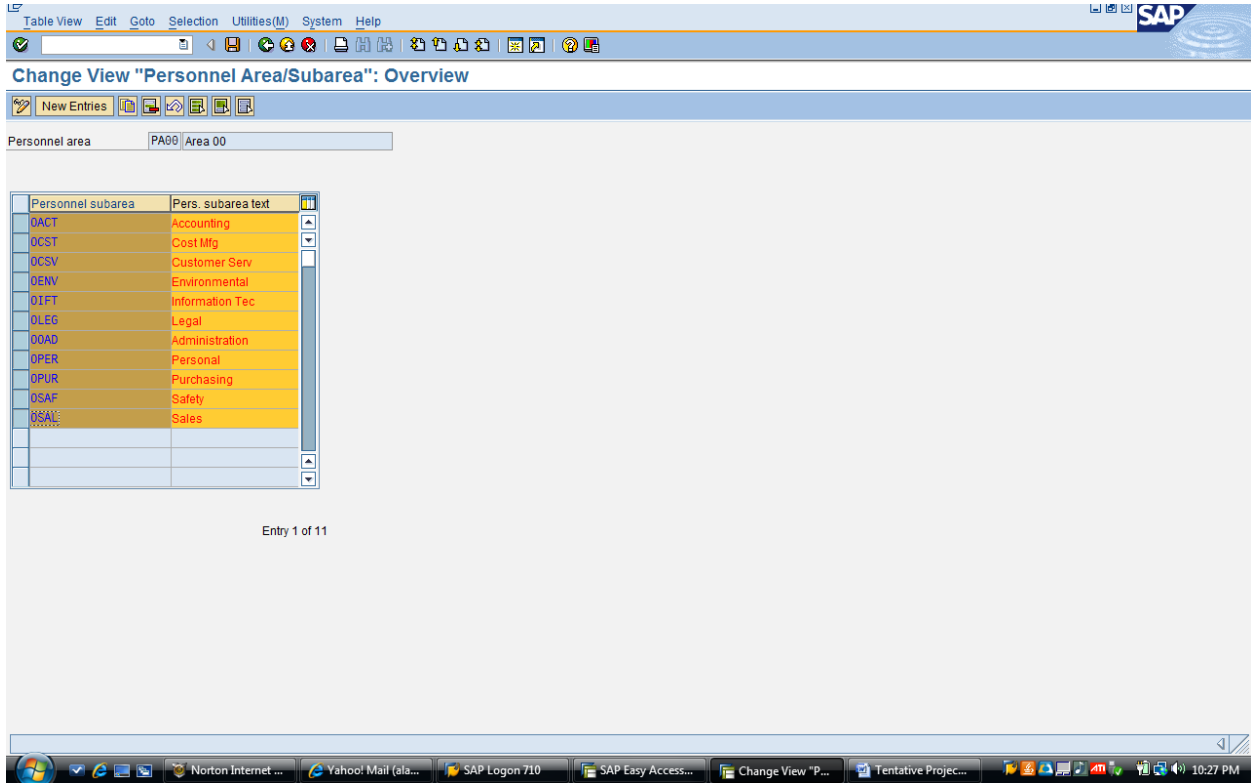 Table View Edit Goto Selection Utilities(M) System Help
SAP
Change View "Personnel Area/Subarea": Overview
New Entries
Personnel area PA00 Area 00
Personnel subarea Pers. subarea text
0ACT Accounting
0CST Cost Mfg
0CSV Customer Serv
0ENV Environmental
0IFT Information Tec
0LEG Legal
00AD Administration
0PER Personal
0PUR Purchasing
0SAF Safety
0SAL Sales
Entry 1 of 11
Norton Internet ... Yahoo! Mail (ala... SAP Logon 710 SAP Easy Access... Change View "P... Tentative Projec... ATI 10:27 PM